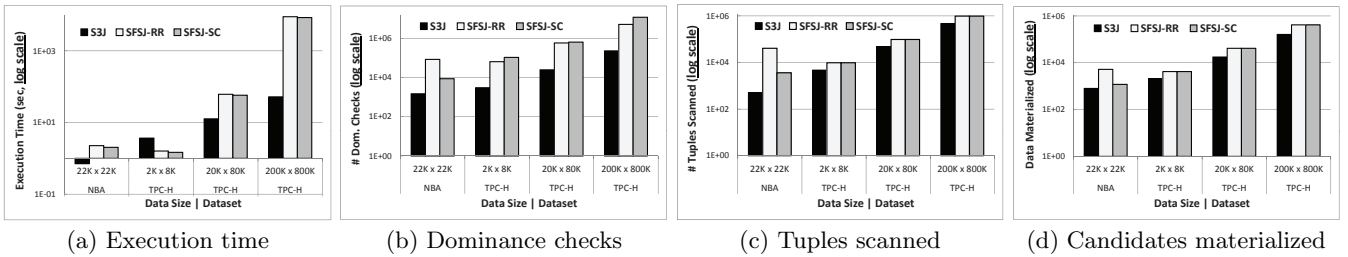 Execution Time (sec, log scale)
S3J SFSJ-RR SFSJ-SC
1E+03
1E+01
1E-01
22K x 22K 2K x 8K 20K x 80K 200K x 800K
NBA TPC-H TPC-H TPC-H
Data Size | Dataset
(a) Execution time
# Dom. Checks (log scale)
S3J SFSJ-RR SFSJ-SC
1E+06
1E+04
1E+02
1E+00
22K x 22K 2K x 8K 20K x 80K 200K x 800K
NBA TPC-H TPC-H TPC-H
Data Size | Dataset
(b) Dominance checks
# Tuples Scanned (log scale)
S3J SFSJ-RR SFSJ-SC
1E+06
1E+04
1E+02
1E+00
22K x 22K 2K x 8K 20K x 80K 200K x 800K
NBA TPC-H TPC-H TPC-H
Data Size | Dataset
(c) Tuples scanned
Data Materialized (log scale)
S3J SFSJ-RR SFSJ-SC
1E+06
1E+04
1E+02
1E+00
22K x 22K 2K x 8K 20K x 80K 200K x 800K
NBA TPC-H TPC-H TPC-H
Data Size | Dataset
(d) Candidates materialized